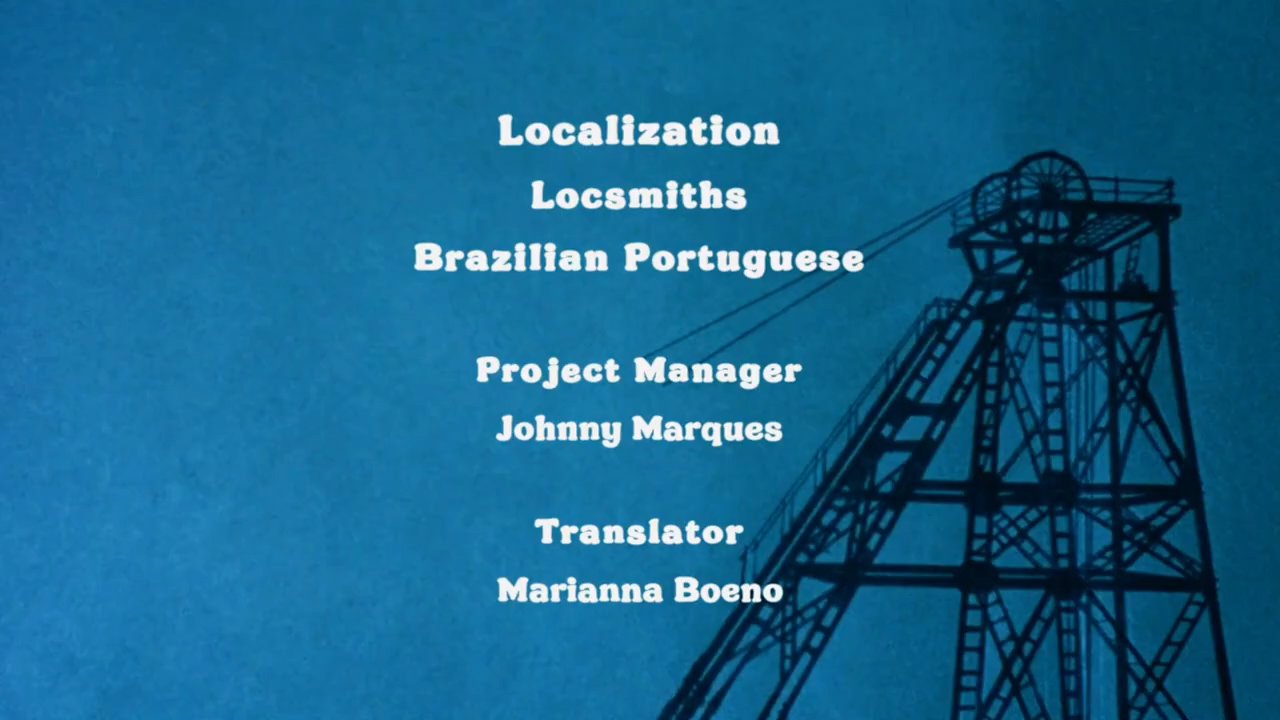 Localization
Locsmiths
Brazilian Portuguese
Project Manager
Johnny Marques
Translator
Marianna Boeno